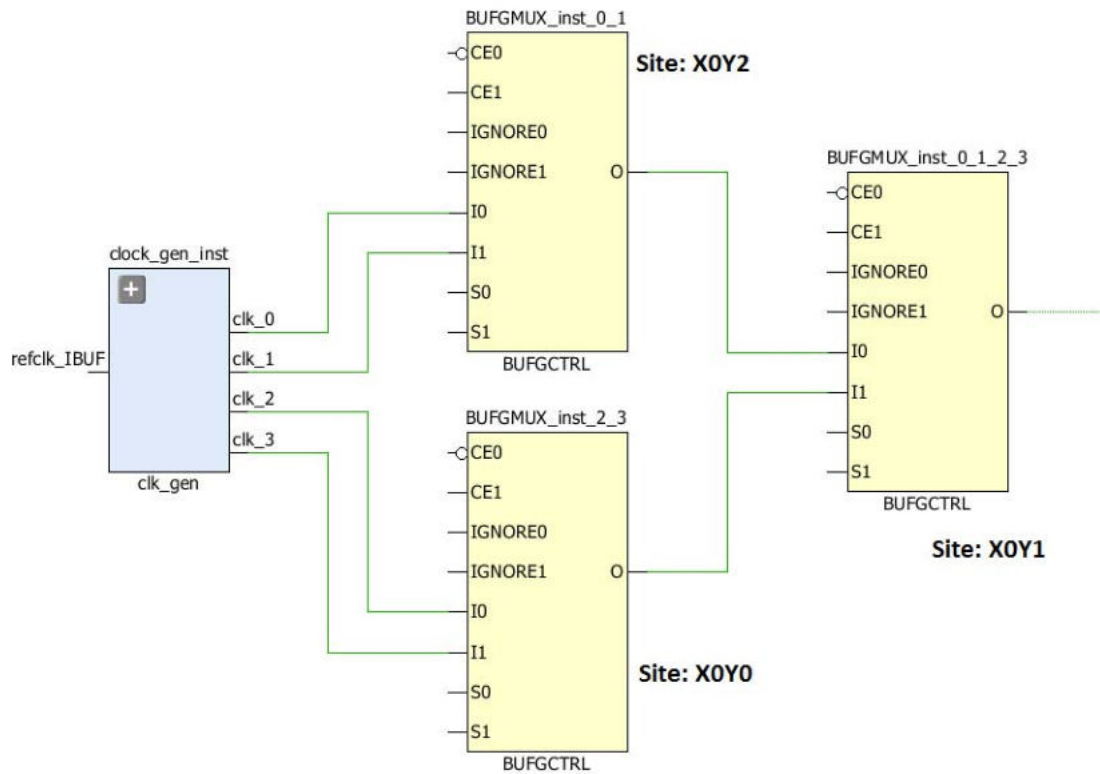 BUFGMUX_inst_0_1
CE0
CE1
IGNORE0
IGNORE1
O
I0
I1
S0
S1
BUFGCTRL
Site: X0Y2
clock_gen_inst
+
refclk_IBUF
clk_0
clk_1
clk_2
clk_3
clk_gen
BUFGMUX_inst_2_3
CE0
CE1
IGNORE0
IGNORE1
O
I0
I1
S0
S1
BUFGCTRL
Site: X0Y0
BUFGMUX_inst_0_1_2_3
CE0
CE1
IGNORE0
IGNORE1
O
I0
I1
S0
S1
BUFGCTRL
Site: X0Y1